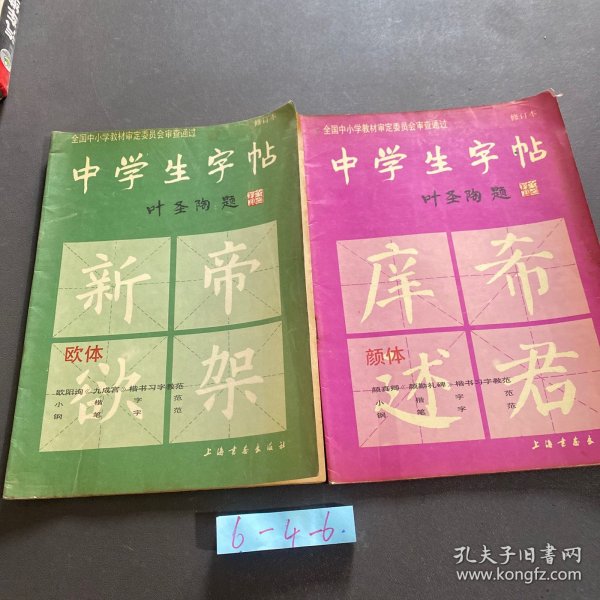 全国中小学教材审定委员会审查通过
修订本
中学生字帖
叶圣陶题
新帝
欲架
欧体
欧阳询《九成宫》楷书习字教范
小楷字范
钢笔字范
上海书画出版社
全国中小学教材审定委员会审查通过
修订本
中学生字帖
叶圣陶题
庠希
述君
颜体
颜真卿《颜勤礼碑》楷书习字教范
小楷字范
钢笔字范
上海书画出版社
6-4-6.
孔夫子旧书网
www.kongfz.com